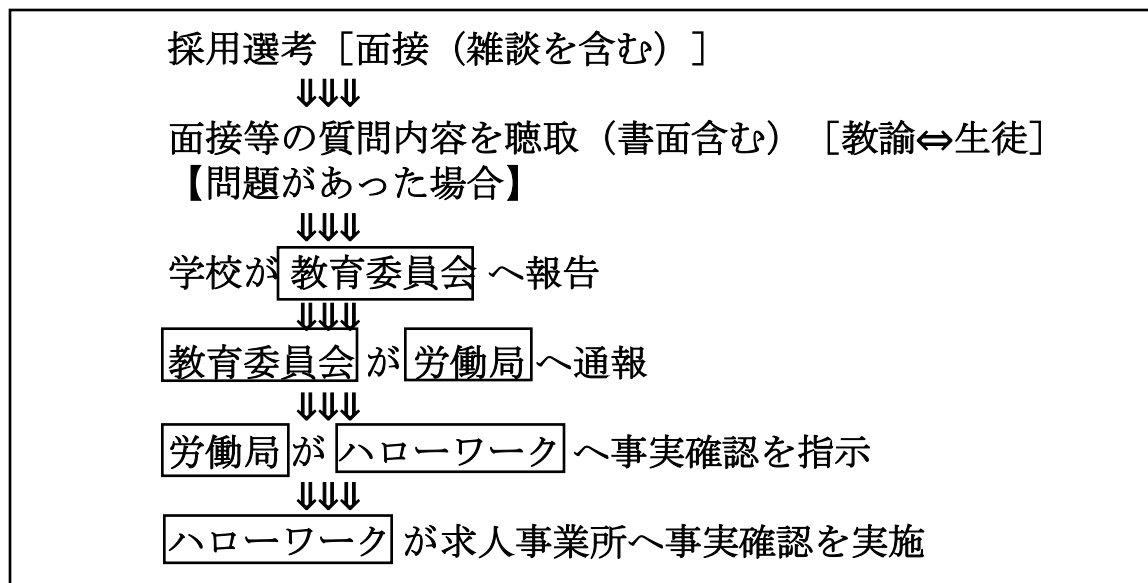 採用選考［面接（雑談を含む）］
⇓⇓⇓
面接等の質問内容を聴取（書面含む）［教諭⇔生徒］
【問題があった場合】
⇓⇓⇓
学校が 教育委員会 へ報告
⇓⇓⇓
教育委員会 が 労働局 へ通報
⇓⇓⇓
労働局 が ハローワーク へ事実確認を指示
⇓⇓⇓
ハローワーク が求人事業所へ事実確認を実施